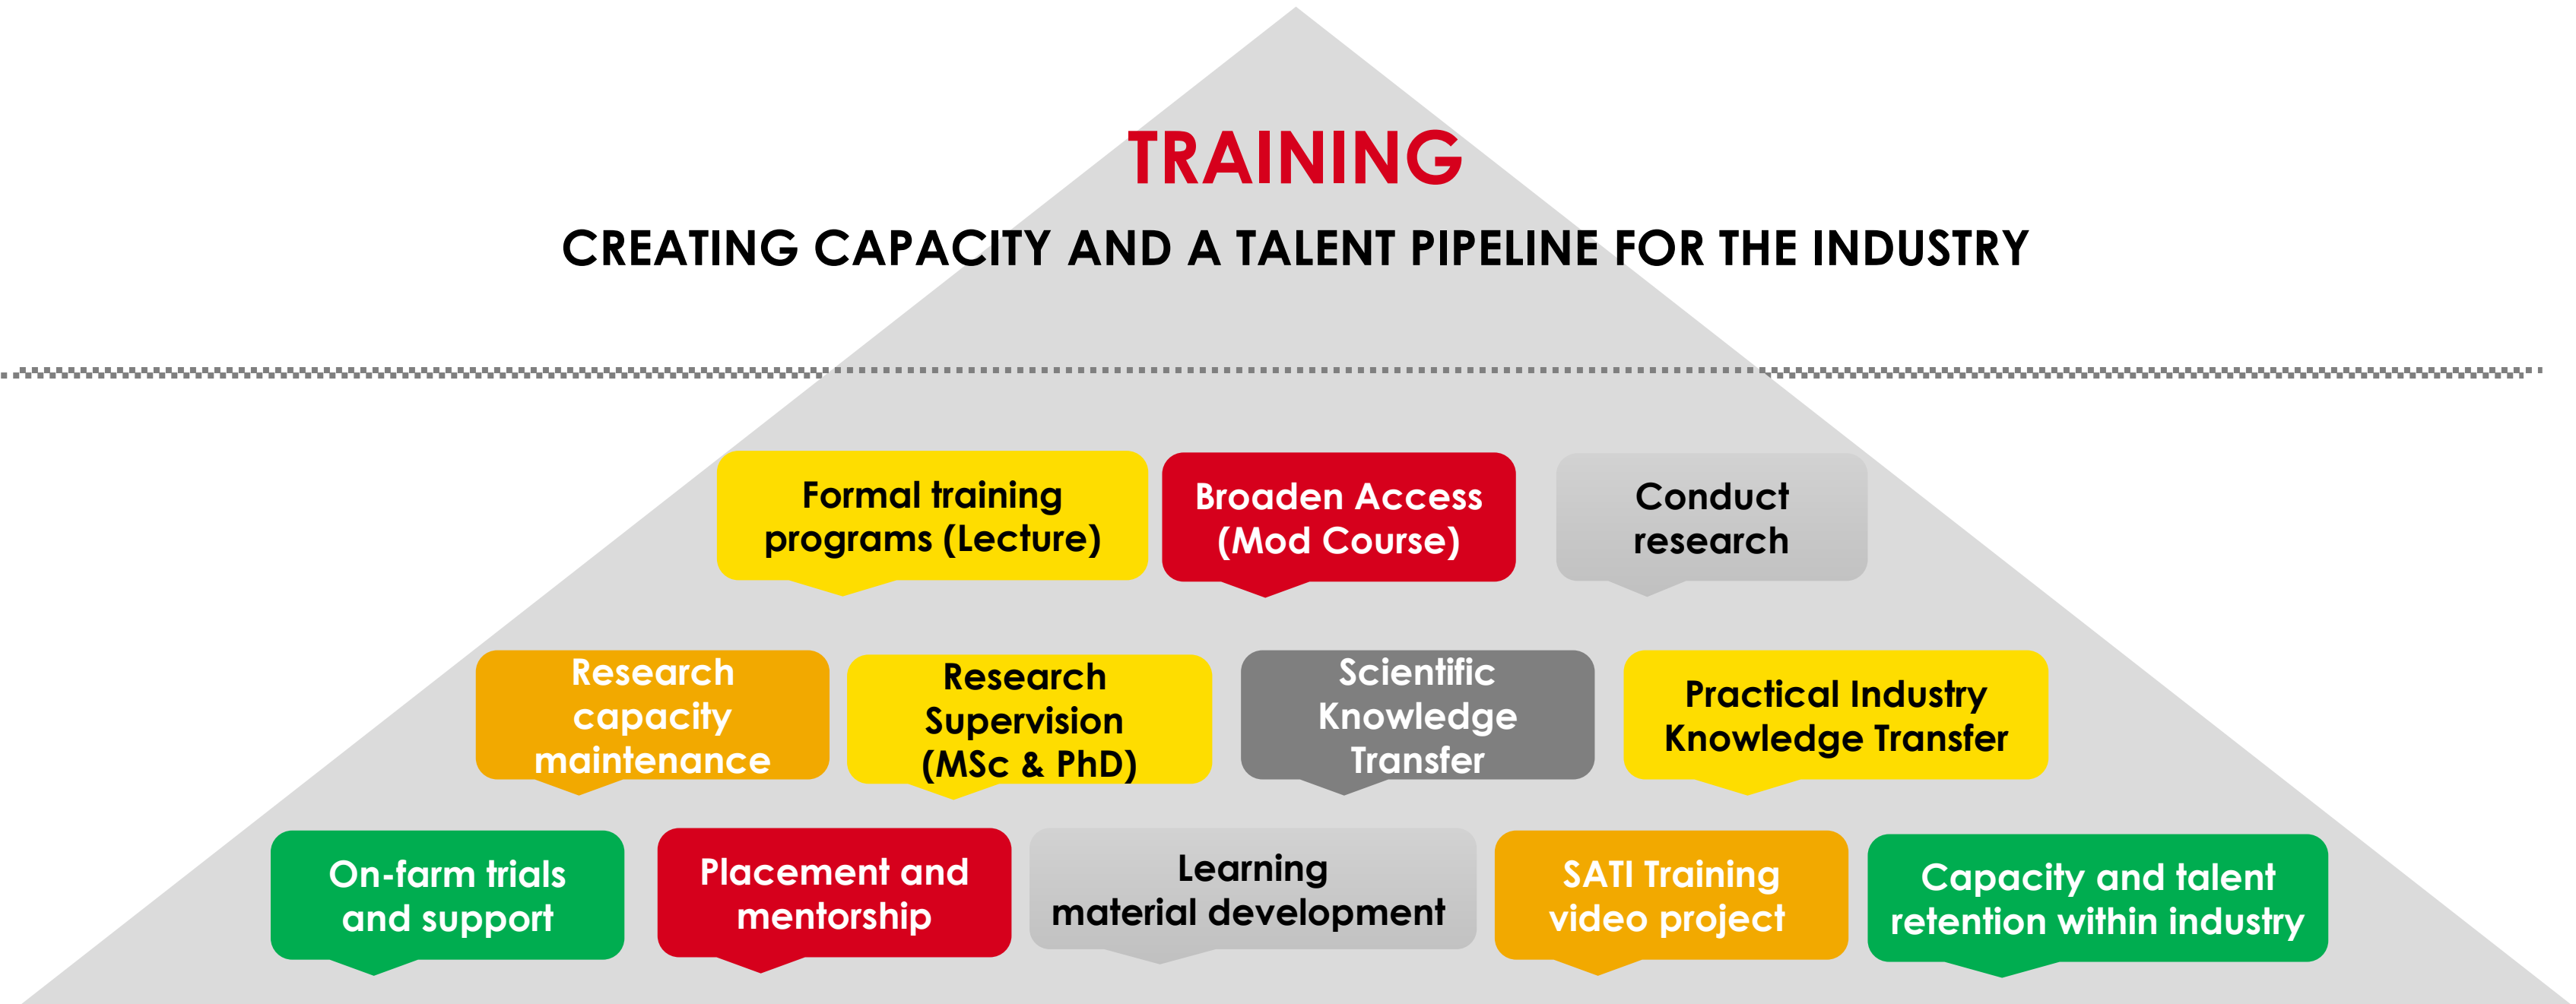 TRAINING
CREATING CAPACITY AND A TALENT PIPELINE FOR THE INDUSTRY
Formal training
programs (Lecture)
Broaden Access
(Mod Course)
Conduct
research
Research
capacity
maintenance
Research
Supervision
(MSc & PhD)
Scientific
Knowledge
Transfer
Practical Industry
Knowledge Transfer
On-farm trials
and support
Placement and
mentorship
Learning
material development
SATI Training
video project
Capacity and talent
retention within industry